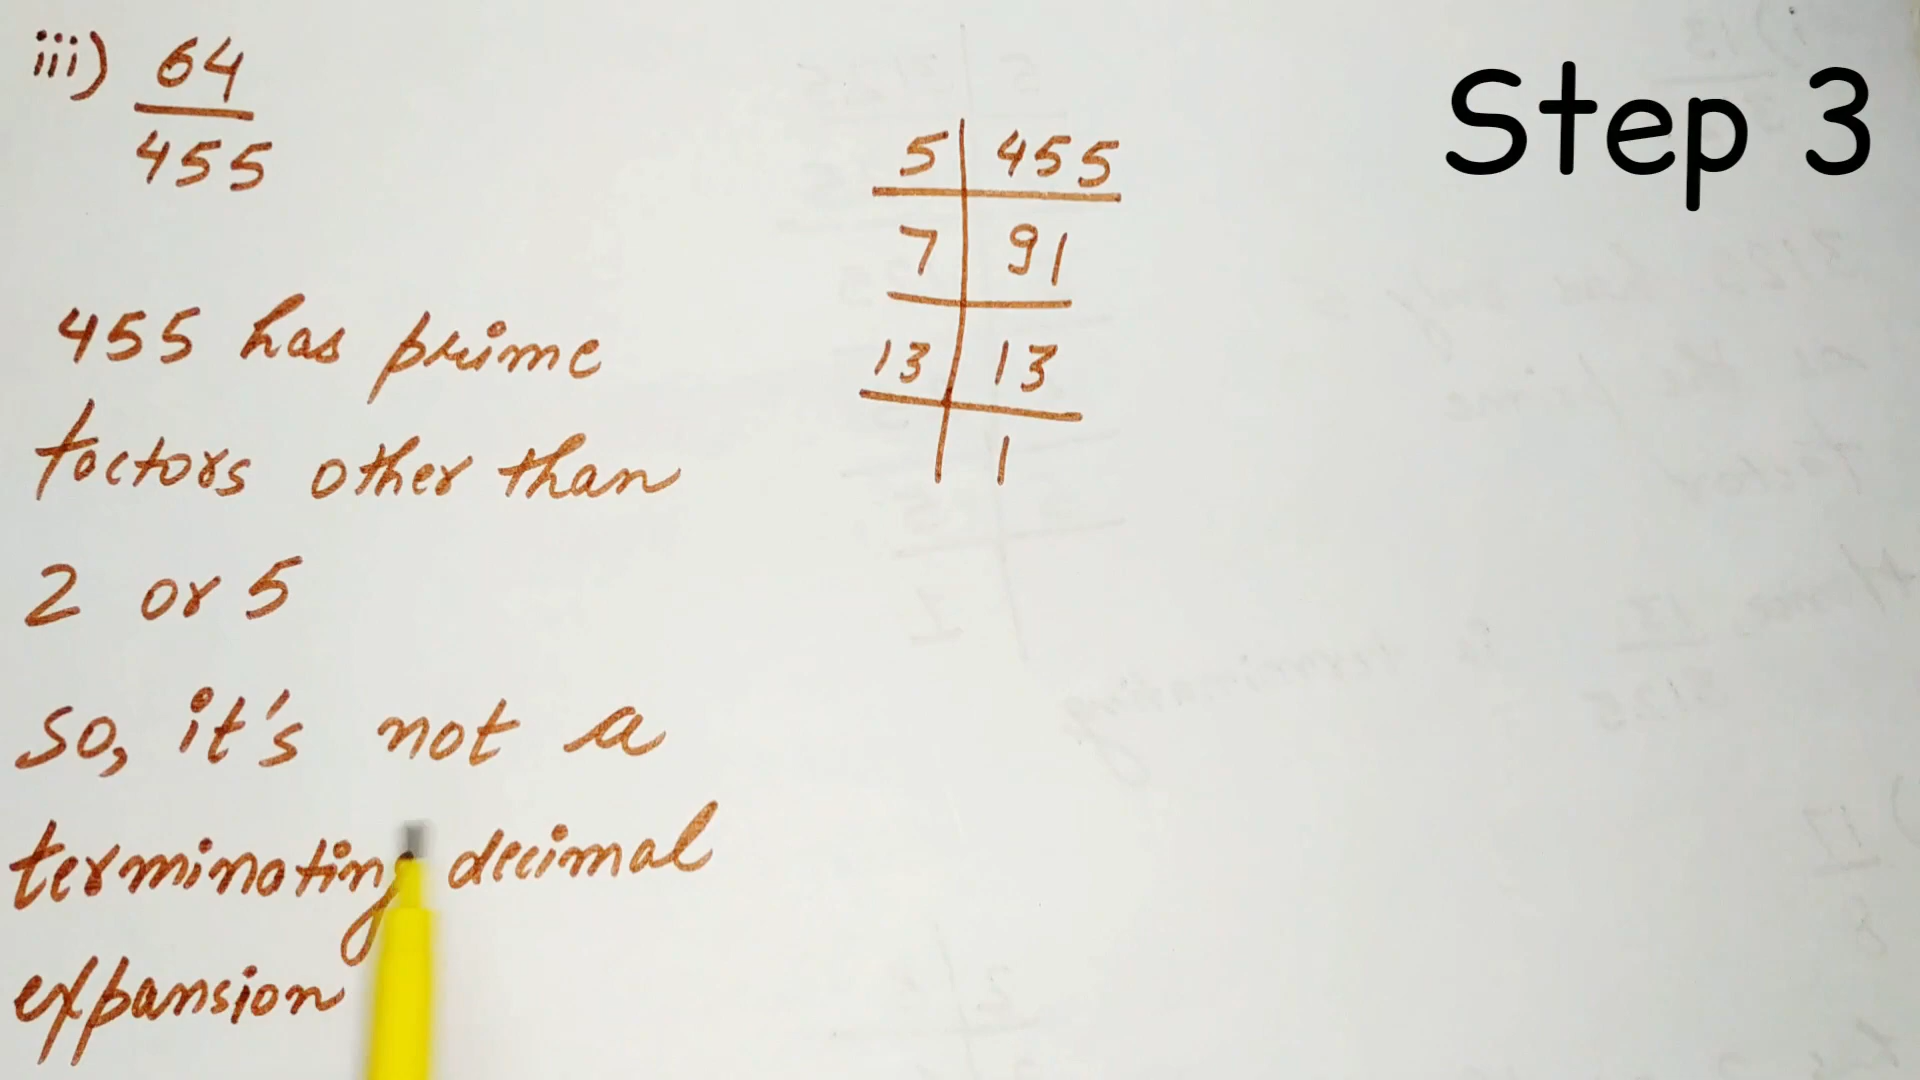 iii) 64
455
455 has prime
factors other than
2 or 5
so, it's not a
terminating decimal
expansion
5 | 455
7 | 91
13 | 13
1
Step 3